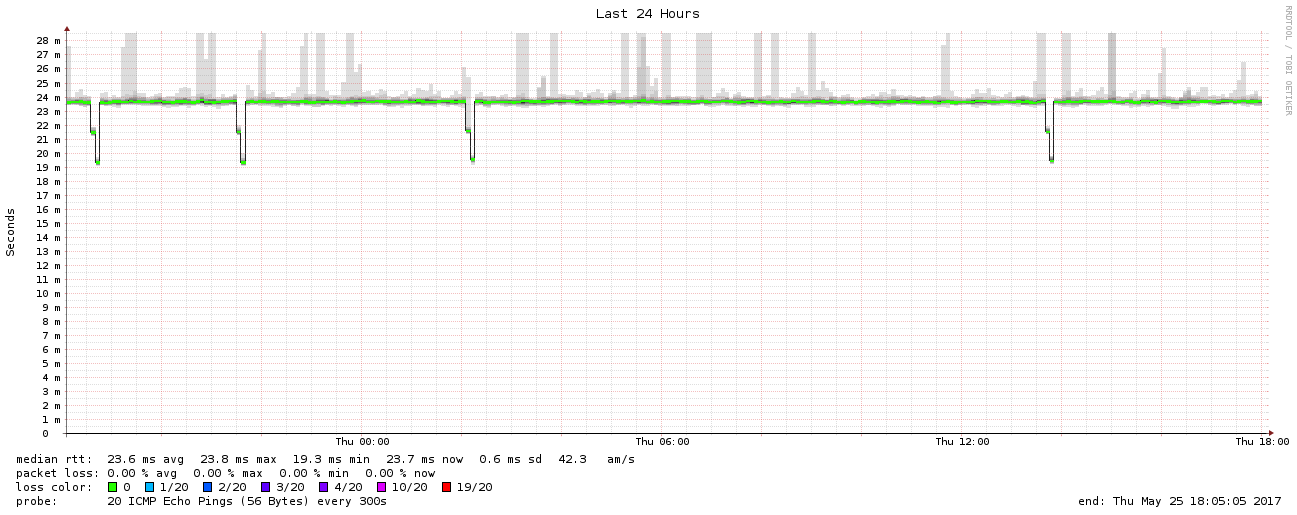 Last 24 Hours
RRDTOOL / TOBI OETIKER
Seconds
28 m
27 m
26 m
25 m
24 m
23 m
22 m
21 m
20 m
19 m
18 m
17 m
16 m
15 m
14 m
13 m
12 m
11 m
10 m
9 m
8 m
7 m
6 m
5 m
4 m
3 m
2 m
1 m
0
Thu 00:00 Thu 06:00 Thu 12:00 Thu 18:00
median rtt: 23.6 ms avg 23.8 ms max 19.3 ms min 23.7 ms now 0.6 ms sd 42.3 am/s
packet loss: 0.00 % avg 0.00 % max 0.00 % min 0.00 % now
loss color: 0 1/20 2/20 3/20 4/20 10/20 19/20
probe: 20 ICMP Echo Pings (56 Bytes) every 300s end: Thu May 25 18:05:05 2017